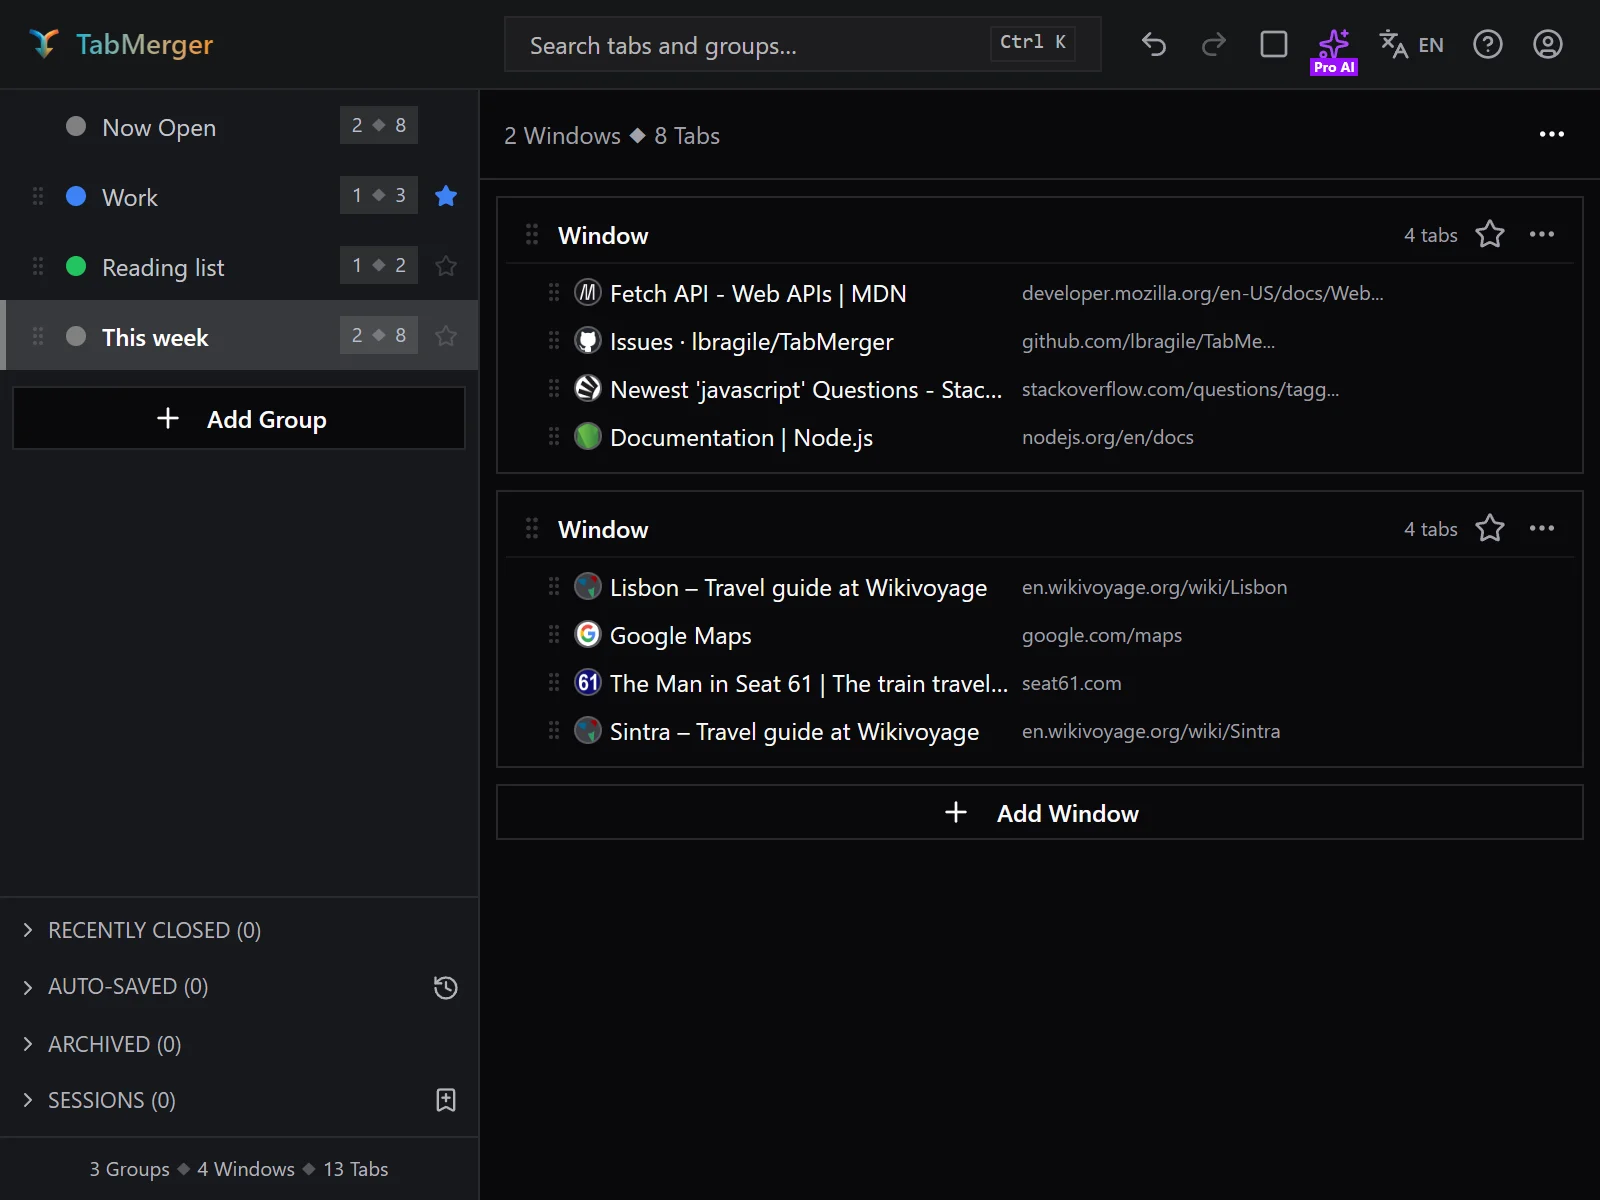 TabMerger
Search tabs and groups... Ctrl K
Pro AI
EN
Now Open 2 ◆ 8
Work 1 ◆ 3
Reading list 1 ◆ 2
This week 2 ◆ 8
Add Group
RECENTLY CLOSED (0)
AUTO-SAVED (0)
ARCHIVED (0)
SESSIONS (0)
3 Groups ◆ 4 Windows ◆ 13 Tabs
2 Windows ◆ 8 Tabs
Window 4 tabs
Fetch API - Web APIs | MDN developer.mozilla.org/en-US/docs/Web...
Issues · lbragile/TabMerger github.com/lbragile/TabMe...
Newest 'javascript' Questions - Stac... stackoverflow.com/questions/tagg...
Documentation | Node.js nodejs.org/en/docs
Window 4 tabs
Lisbon – Travel guide at Wikivoyage en.wikivoyage.org/wiki/Lisbon
Google Maps google.com/maps
61 The Man in Seat 61 | The train travel... seat61.com
Sintra – Travel guide at Wikivoyage en.wikivoyage.org/wiki/Sintra
Add Window